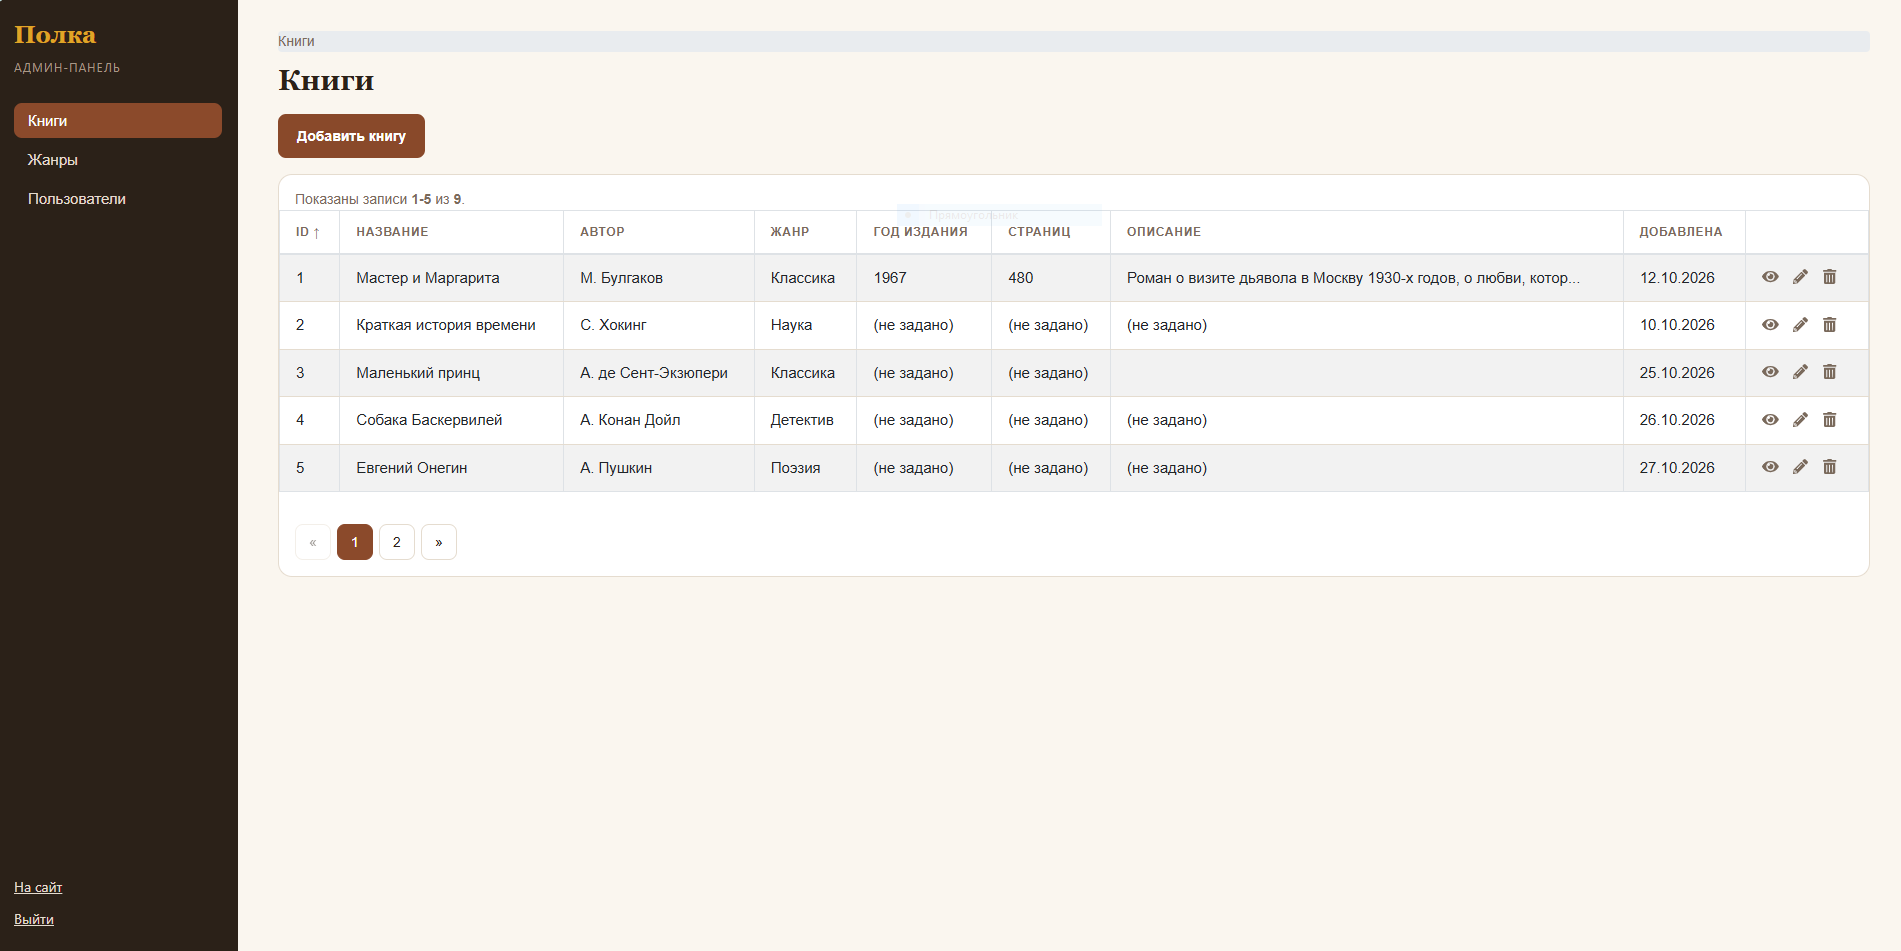 Полка
АДМИН-ПАНЕЛЬ
Книги
Жанры
Пользователи
На сайт
Выйти
Книги
Книги
Добавить книгу
Показаны записи 1-5 из 9.
Прямоугольник
ID ↑ НАЗВАНИЕ АВТОР ЖАНР ГОД ИЗДАНИЯ СТРАНИЦ ОПИСАНИЕ ДОБАВЛЕНА
1 Мастер и Маргарита М. Булгаков Классика 1967 480 Роман о визите дьявола в Москву 1930-х годов, о любви, котор... 12.10.2026
2 Краткая история времени С. Хокинг Наука (не задано) (не задано) (не задано) 10.10.2026
3 Маленький принц А. де Сент-Экзюпери Классика (не задано) (не задано) 25.10.2026
4 Собака Баскервилей А. Конан Дойл Детектив (не задано) (не задано) (не задано) 26.10.2026
5 Евгений Онегин А. Пушкин Поэзия (не задано) (не задано) (не задано) 27.10.2026
« 1 2 »